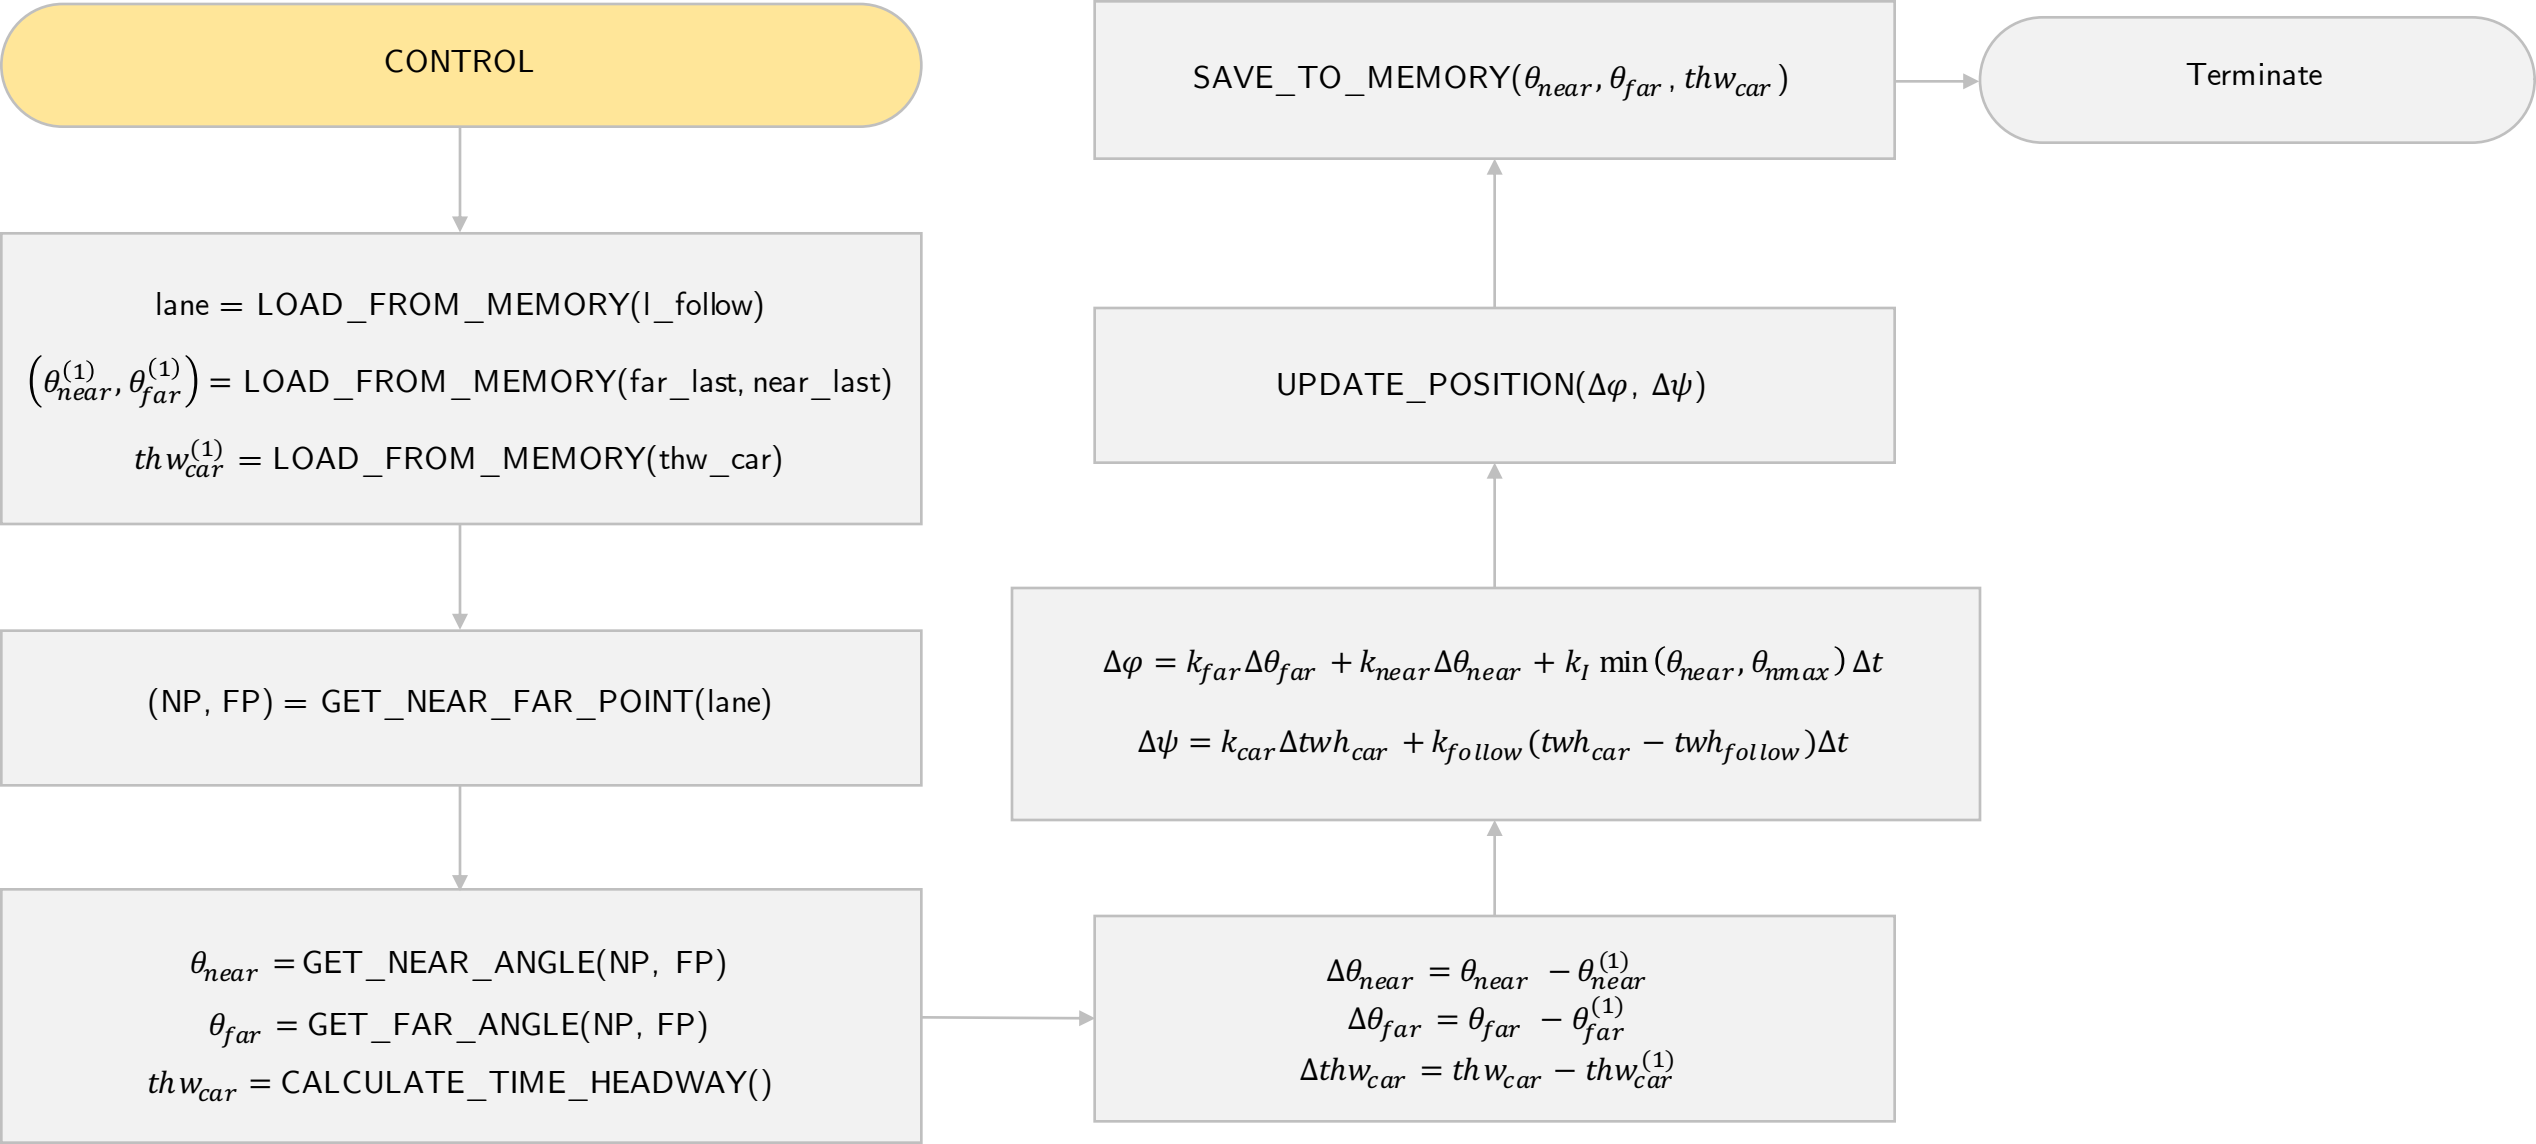 CONTROL
lane = LOAD_FROM_MEMORY(l_follow)
(θ_near^(1), θ_far^(1)) = LOAD_FROM_MEMORY(far_last, near_last)
thw_car^(1) = LOAD_FROM_MEMORY(thw_car)
(NP, FP) = GET_NEAR_FAR_POINT(lane)
θ_near = GET_NEAR_ANGLE(NP, FP)
θ_far = GET_FAR_ANGLE(NP, FP)
thw_car = CALCULATE_TIME_HEADWAY()
Δθ_near = θ_near − θ_near^(1)
Δθ_far = θ_far − θ_far^(1)
Δthw_car = thw_car − thw_car^(1)
Δφ = k_far Δθ_far + k_near Δθ_near + k_I min(θ_near, θ_nmax) Δt
Δψ = k_car Δtwh_car + k_follow (twh_car − twh_follow)Δt
UPDATE_POSITION(Δφ, Δψ)
SAVE_TO_MEMORY(θ_near, θ_far, thw_car)
Terminate